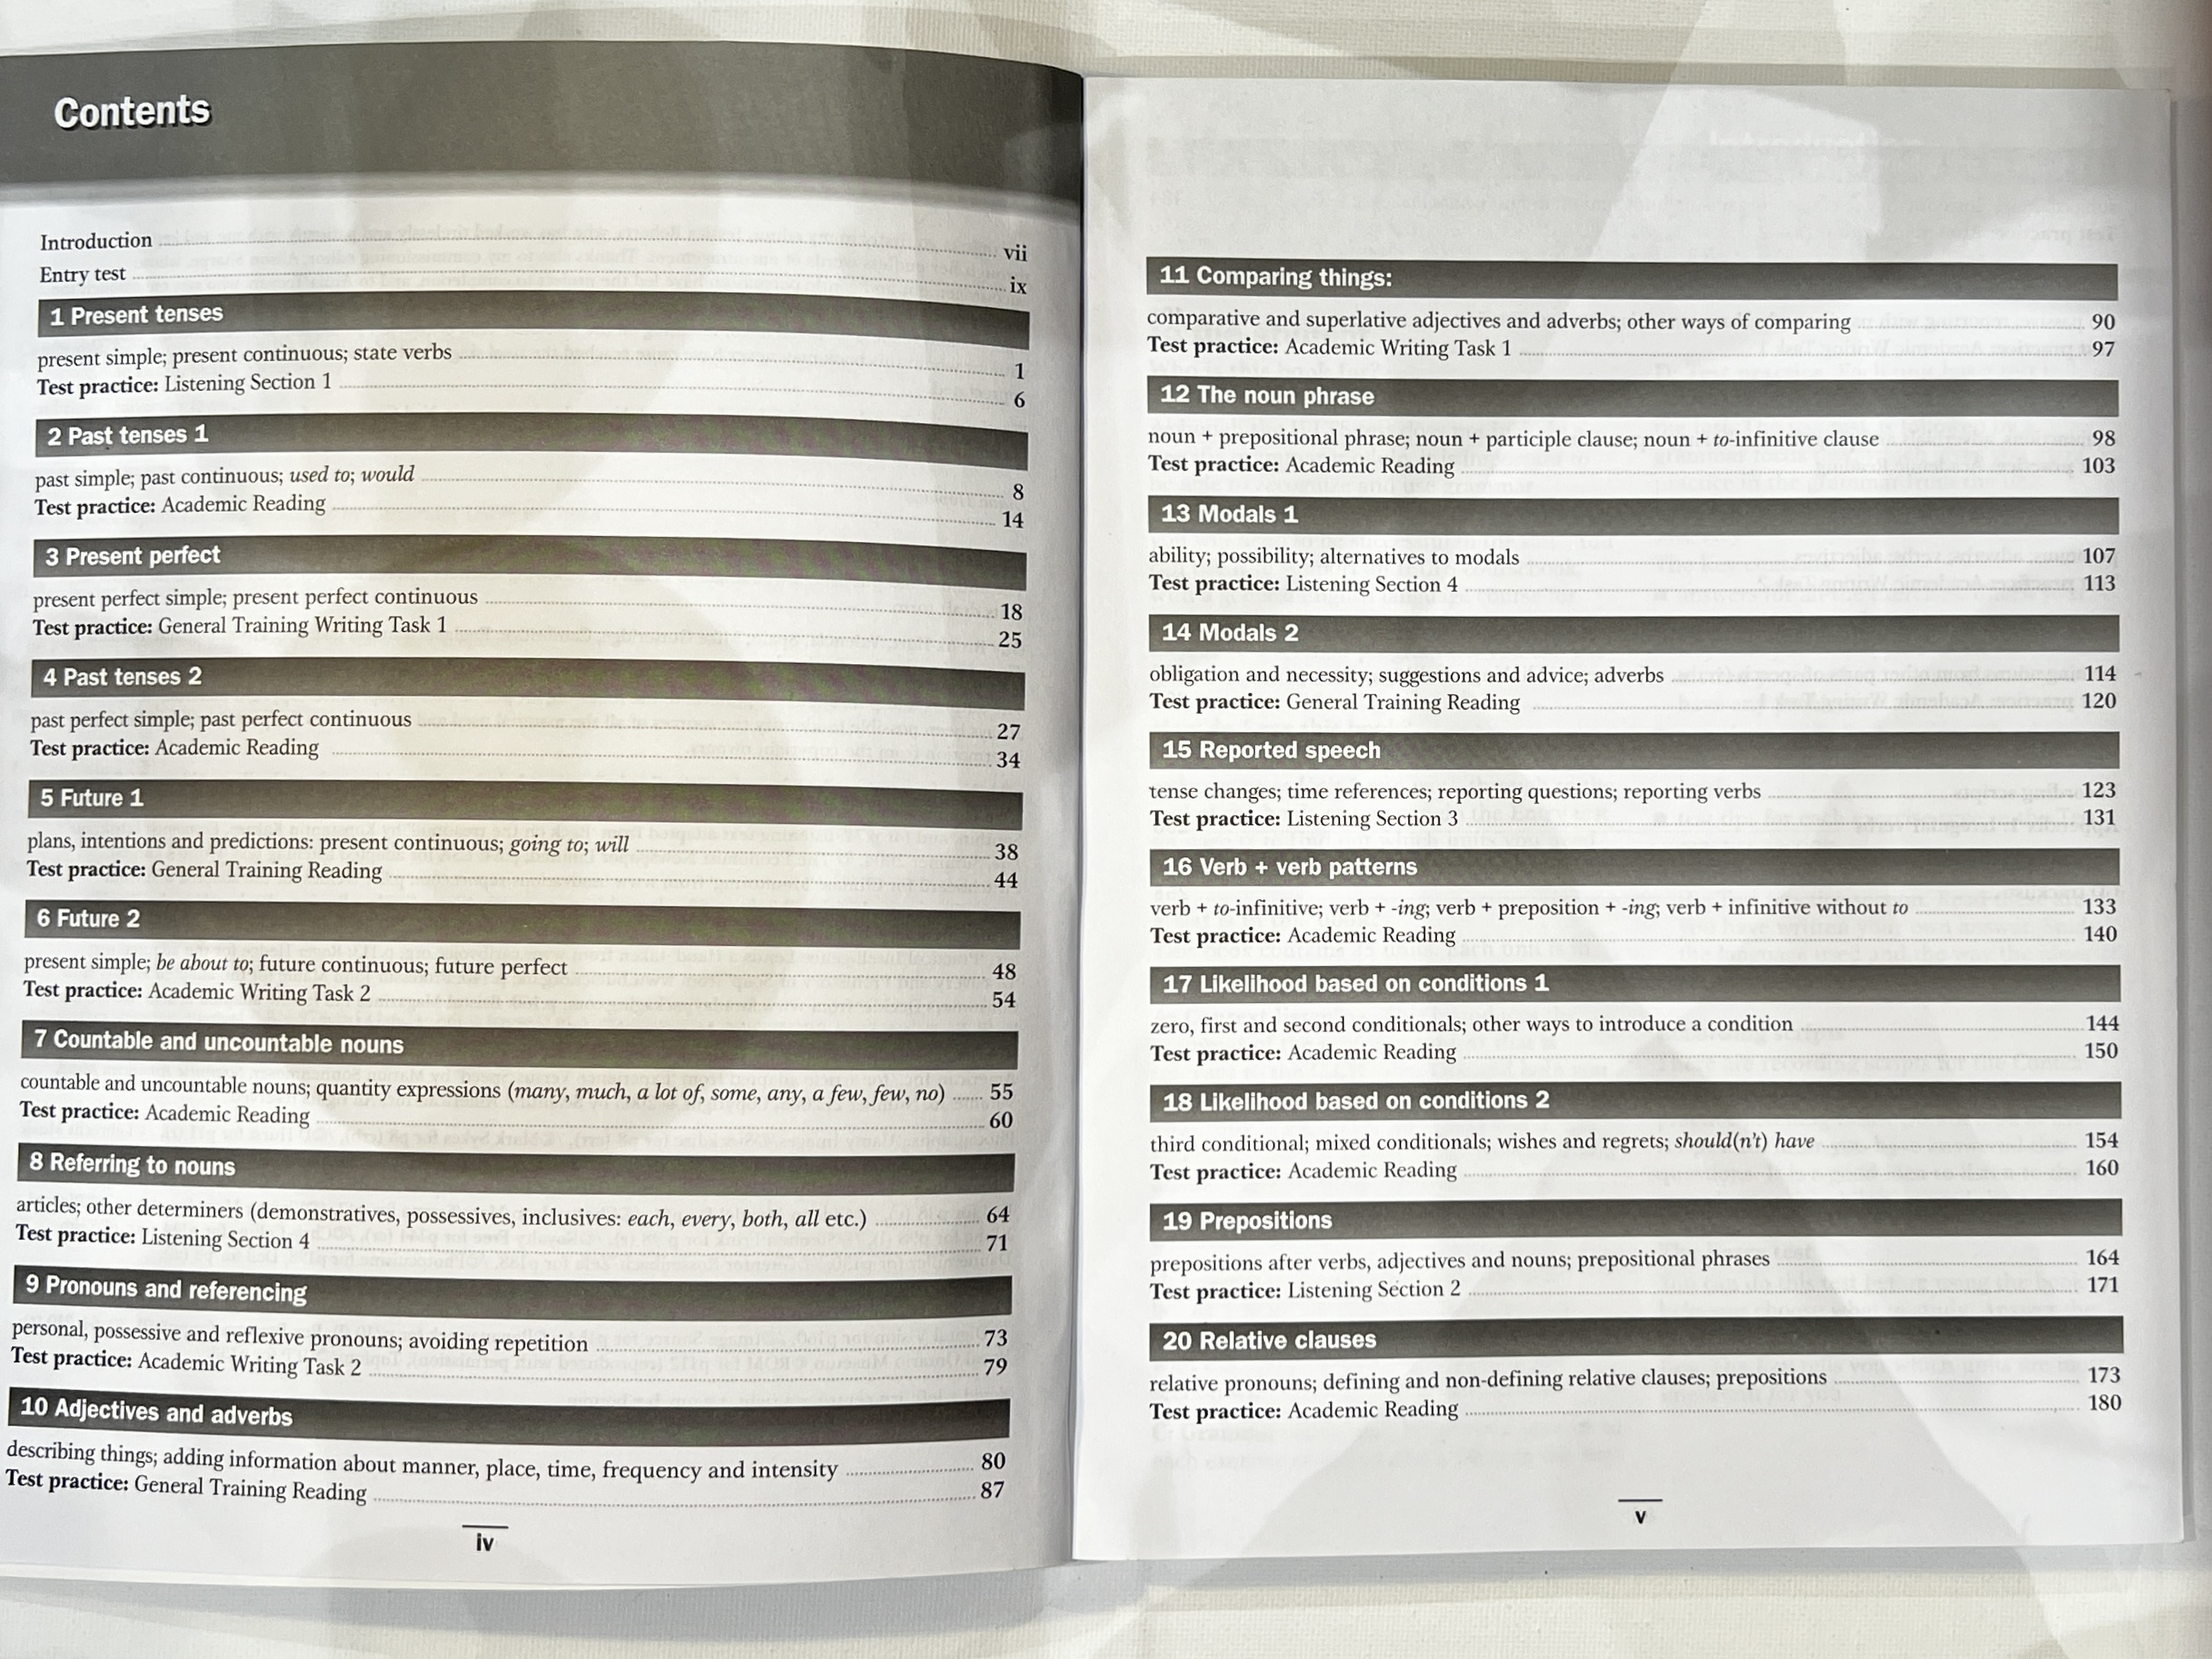 Contents
Introduction vii
Entry test ix
1 Present tenses
present simple; present continuous; state verbs 1
Test practice: Listening Section 1 6
2 Past tenses 1
past simple; past continuous; used to; would 8
Test practice: Academic Reading 14
3 Present perfect
present perfect simple; present perfect continuous 18
Test practice: General Training Writing Task 1 25
4 Past tenses 2
past perfect simple; past perfect continuous 27
Test practice: Academic Reading 34
5 Future 1
plans, intentions and predictions: present continuous; going to; will 38
Test practice: General Training Reading 44
6 Future 2
present simple; be about to; future continuous; future perfect 48
Test practice: Academic Writing Task 2 54
7 Countable and uncountable nouns
countable and uncountable nouns; quantity expressions (many, much, a lot of, some, any, a few, few, no) 55
Test practice: Academic Reading 60
8 Referring to nouns
articles; other determiners (demonstratives, possessives, inclusives: each, every, both, all etc.) 64
Test practice: Listening Section 4 71
9 Pronouns and referencing
personal, possessive and reflexive pronouns; avoiding repetition 73
Test practice: Academic Writing Task 2 79
10 Adjectives and adverbs
describing things; adding information about manner, place, time, frequency and intensity 80
Test practice: General Training Reading 87
iv
11 Comparing things:
comparative and superlative adjectives and adverbs; other ways of comparing 90
Test practice: Academic Writing Task 1 97
12 The noun phrase
noun + prepositional phrase; noun + participle clause; noun + to-infinitive clause 98
Test practice: Academic Reading 103
13 Modals 1
ability; possibility; alternatives to modals 107
Test practice: Listening Section 4 113
14 Modals 2
obligation and necessity; suggestions and advice; adverbs 114
Test practice: General Training Reading 120
15 Reported speech
tense changes; time references; reporting questions; reporting verbs 123
Test practice: Listening Section 3 131
16 Verb + verb patterns
verb + to-infinitive; verb + -ing; verb + preposition + -ing; verb + infinitive without to 133
Test practice: Academic Reading 140
17 Likelihood based on conditions 1
zero, first and second conditionals; other ways to introduce a condition 144
Test practice: Academic Reading 150
18 Likelihood based on conditions 2
third conditional; mixed conditionals; wishes and regrets; should(n't) have 154
Test practice: Academic Reading 160
19 Prepositions
prepositions after verbs, adjectives and nouns; prepositional phrases 164
Test practice: Listening Section 2 171
20 Relative clauses
relative pronouns; defining and non-defining relative clauses; prepositions 173
Test practice: Academic Reading 180
v